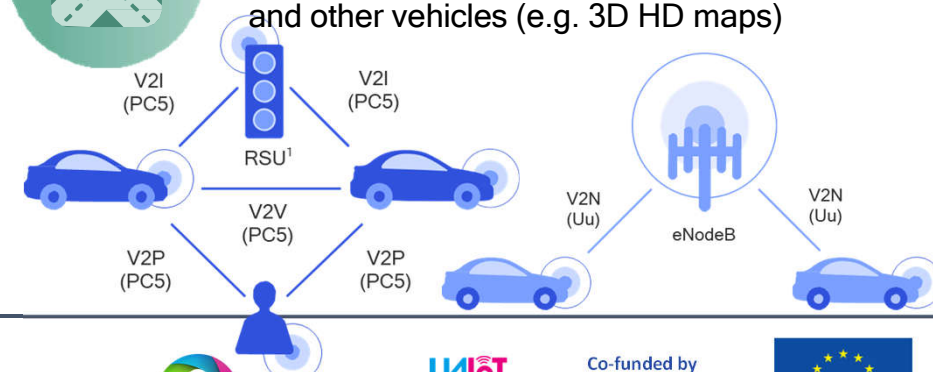 and other vehicles (e.g. 3D HD maps)
V2I
(PC5)
V2I
(PC5)
RSU¹
V2V
(PC5)
V2P
(PC5)
V2P
(PC5)
V2N
(Uu)
eNodeB
V2N
(Uu)
Co-funded by